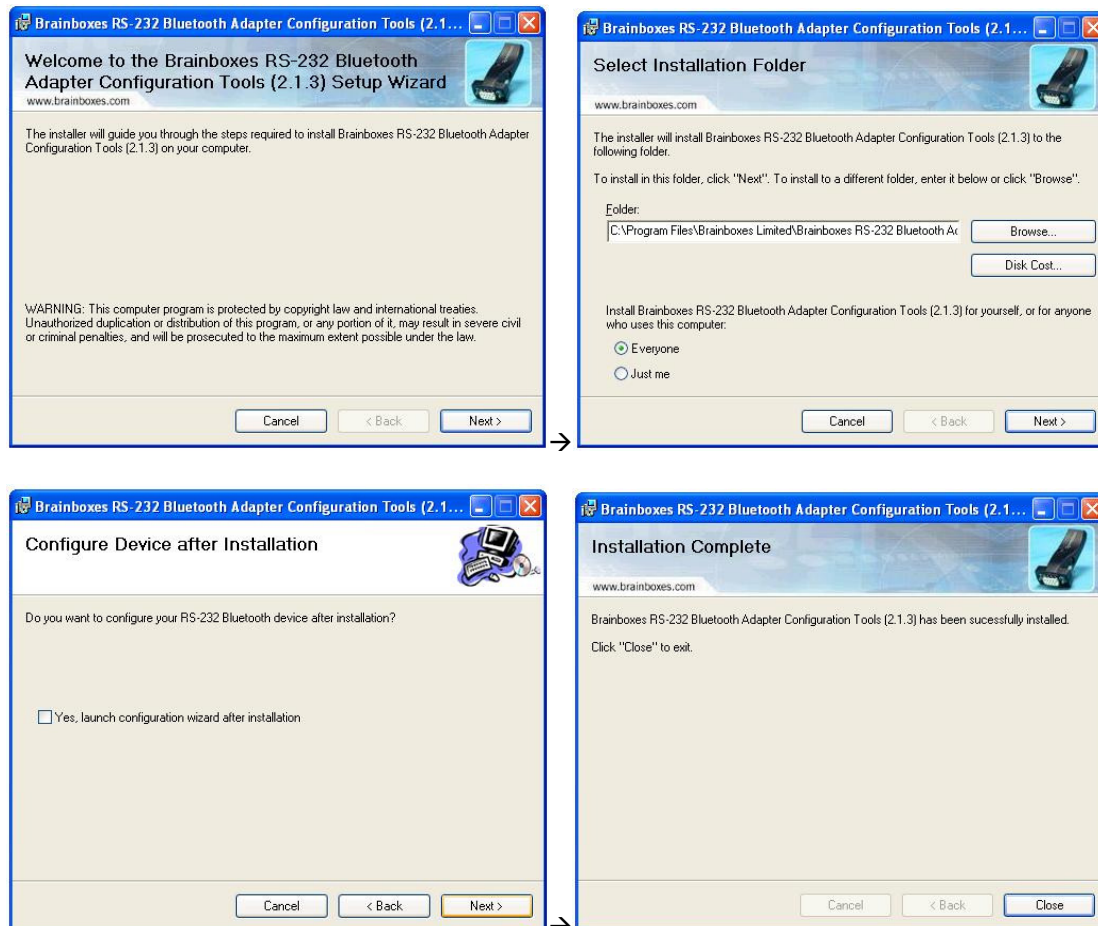 Brainboxes RS-232 Bluetooth Adapter Configuration Tools (2.1...
Welcome to the Brainboxes RS-232 Bluetooth
Adapter Configuration Tools (2.1.3) Setup Wizard
www.brainboxes.com
The installer will guide you through the steps required to install Brainboxes RS-232 Bluetooth Adapter
Configuration Tools (2.1.3) on your computer.
WARNING: This computer program is protected by copyright law and international treaties.
Unauthorized duplication or distribution of this program, or any portion of it, may result in severe civil
or criminal penalties, and will be prosecuted to the maximum extent possible under the law.
Cancel < Back Next >
→
Brainboxes RS-232 Bluetooth Adapter Configuration Tools (2.1...
Select Installation Folder
www.brainboxes.com
The installer will install Brainboxes RS-232 Bluetooth Adapter Configuration Tools (2.1.3) to the
following folder.
To install in this folder, click "Next". To install to a different folder, enter it below or click "Browse".
Folder:
C:\Program Files\Brainboxes Limited\Brainboxes RS-232 Bluetooth Ac Browse...
Disk Cost...
Install Brainboxes RS-232 Bluetooth Adapter Configuration Tools (2.1.3) for yourself, or for anyone
who uses this computer:
Everyone
Just me
Cancel < Back Next >
Brainboxes RS-232 Bluetooth Adapter Configuration Tools (2.1...
Configure Device after Installation
Do you want to configure your RS-232 Bluetooth device after installation?
Yes, launch configuration wizard after installation
Cancel < Back Next >
→
Brainboxes RS-232 Bluetooth Adapter Configuration Tools (2.1...
Installation Complete
www.brainboxes.com
Brainboxes RS-232 Bluetooth Adapter Configuration Tools (2.1.3) has been sucessfully installed.
Click "Close" to exit.
Cancel < Back Close